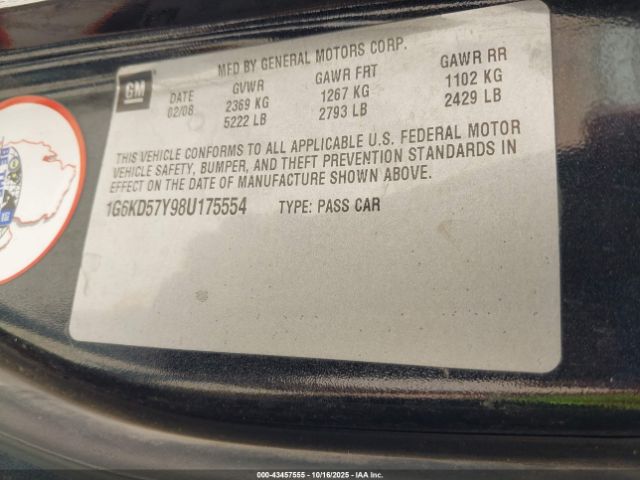 MFD BY GENERAL MOTORS CORP.
GM
DATE GVWR GAWR FRT GAWR RR
02/08 2369 KG 1267 KG 1102 KG
5222 LB 2793 LB 2429 LB
THIS VEHICLE CONFORMS TO ALL APPLICABLE U.S. FEDERAL MOTOR
VEHICLE SAFETY, BUMPER, AND THEFT PREVENTION STANDARDS IN
EFFECT ON THE DATE OF MANUFACTURE SHOWN ABOVE.
1G6KD57Y98U175554 TYPE: PASS CAR
BE THE
000-43457555 | 10/16/2025 | IAA Inc.